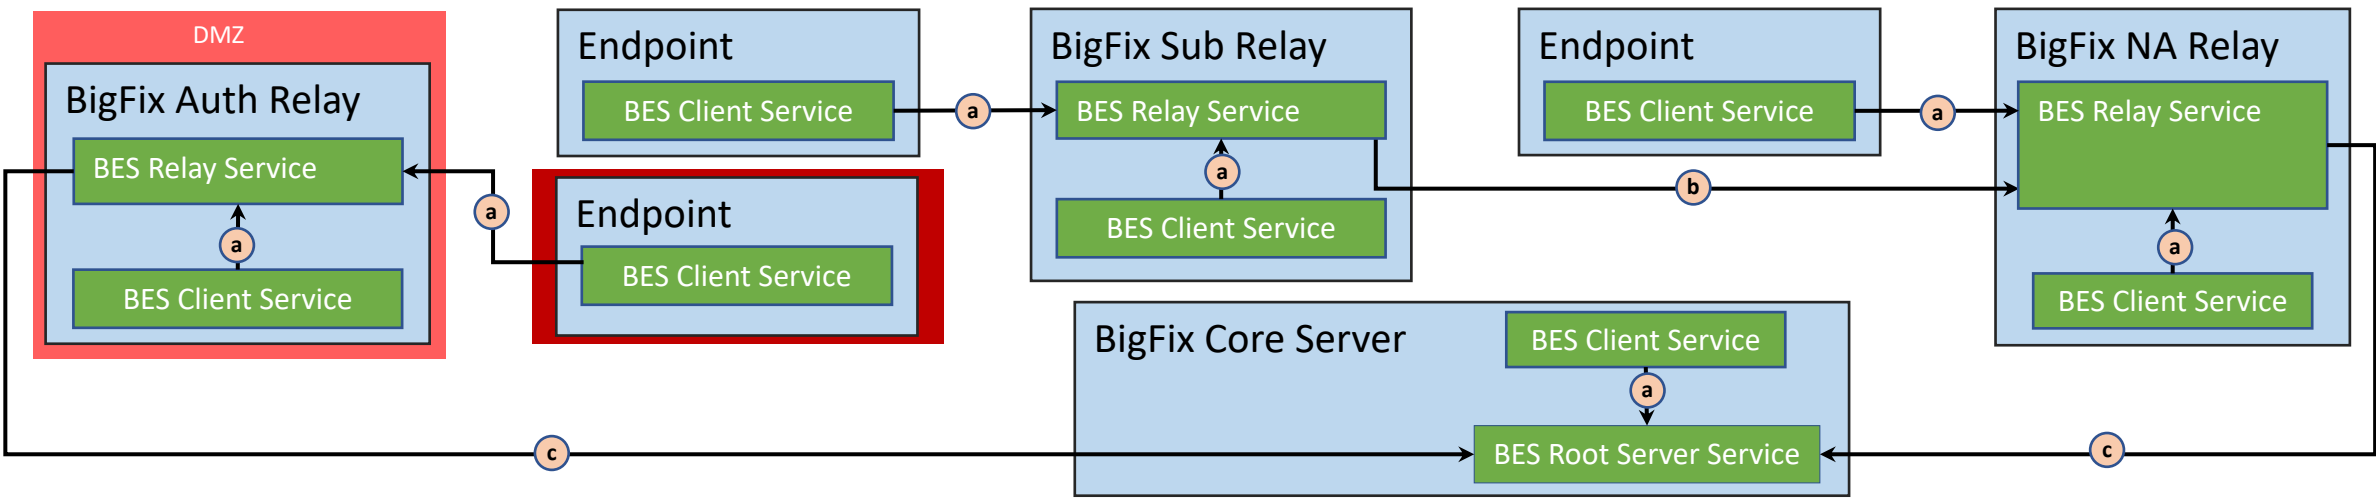 DMZ
BigFix Auth Relay
BES Relay Service
a
BES Client Service
a
Endpoint
BES Client Service
a
Endpoint
BES Client Service
BigFix Sub Relay
BES Relay Service
a
BES Client Service
b
Endpoint
BES Client Service
a
BigFix NA Relay
BES Relay Service
a
BES Client Service
BigFix Core Server
BES Client Service
a
BES Root Server Service
c
c